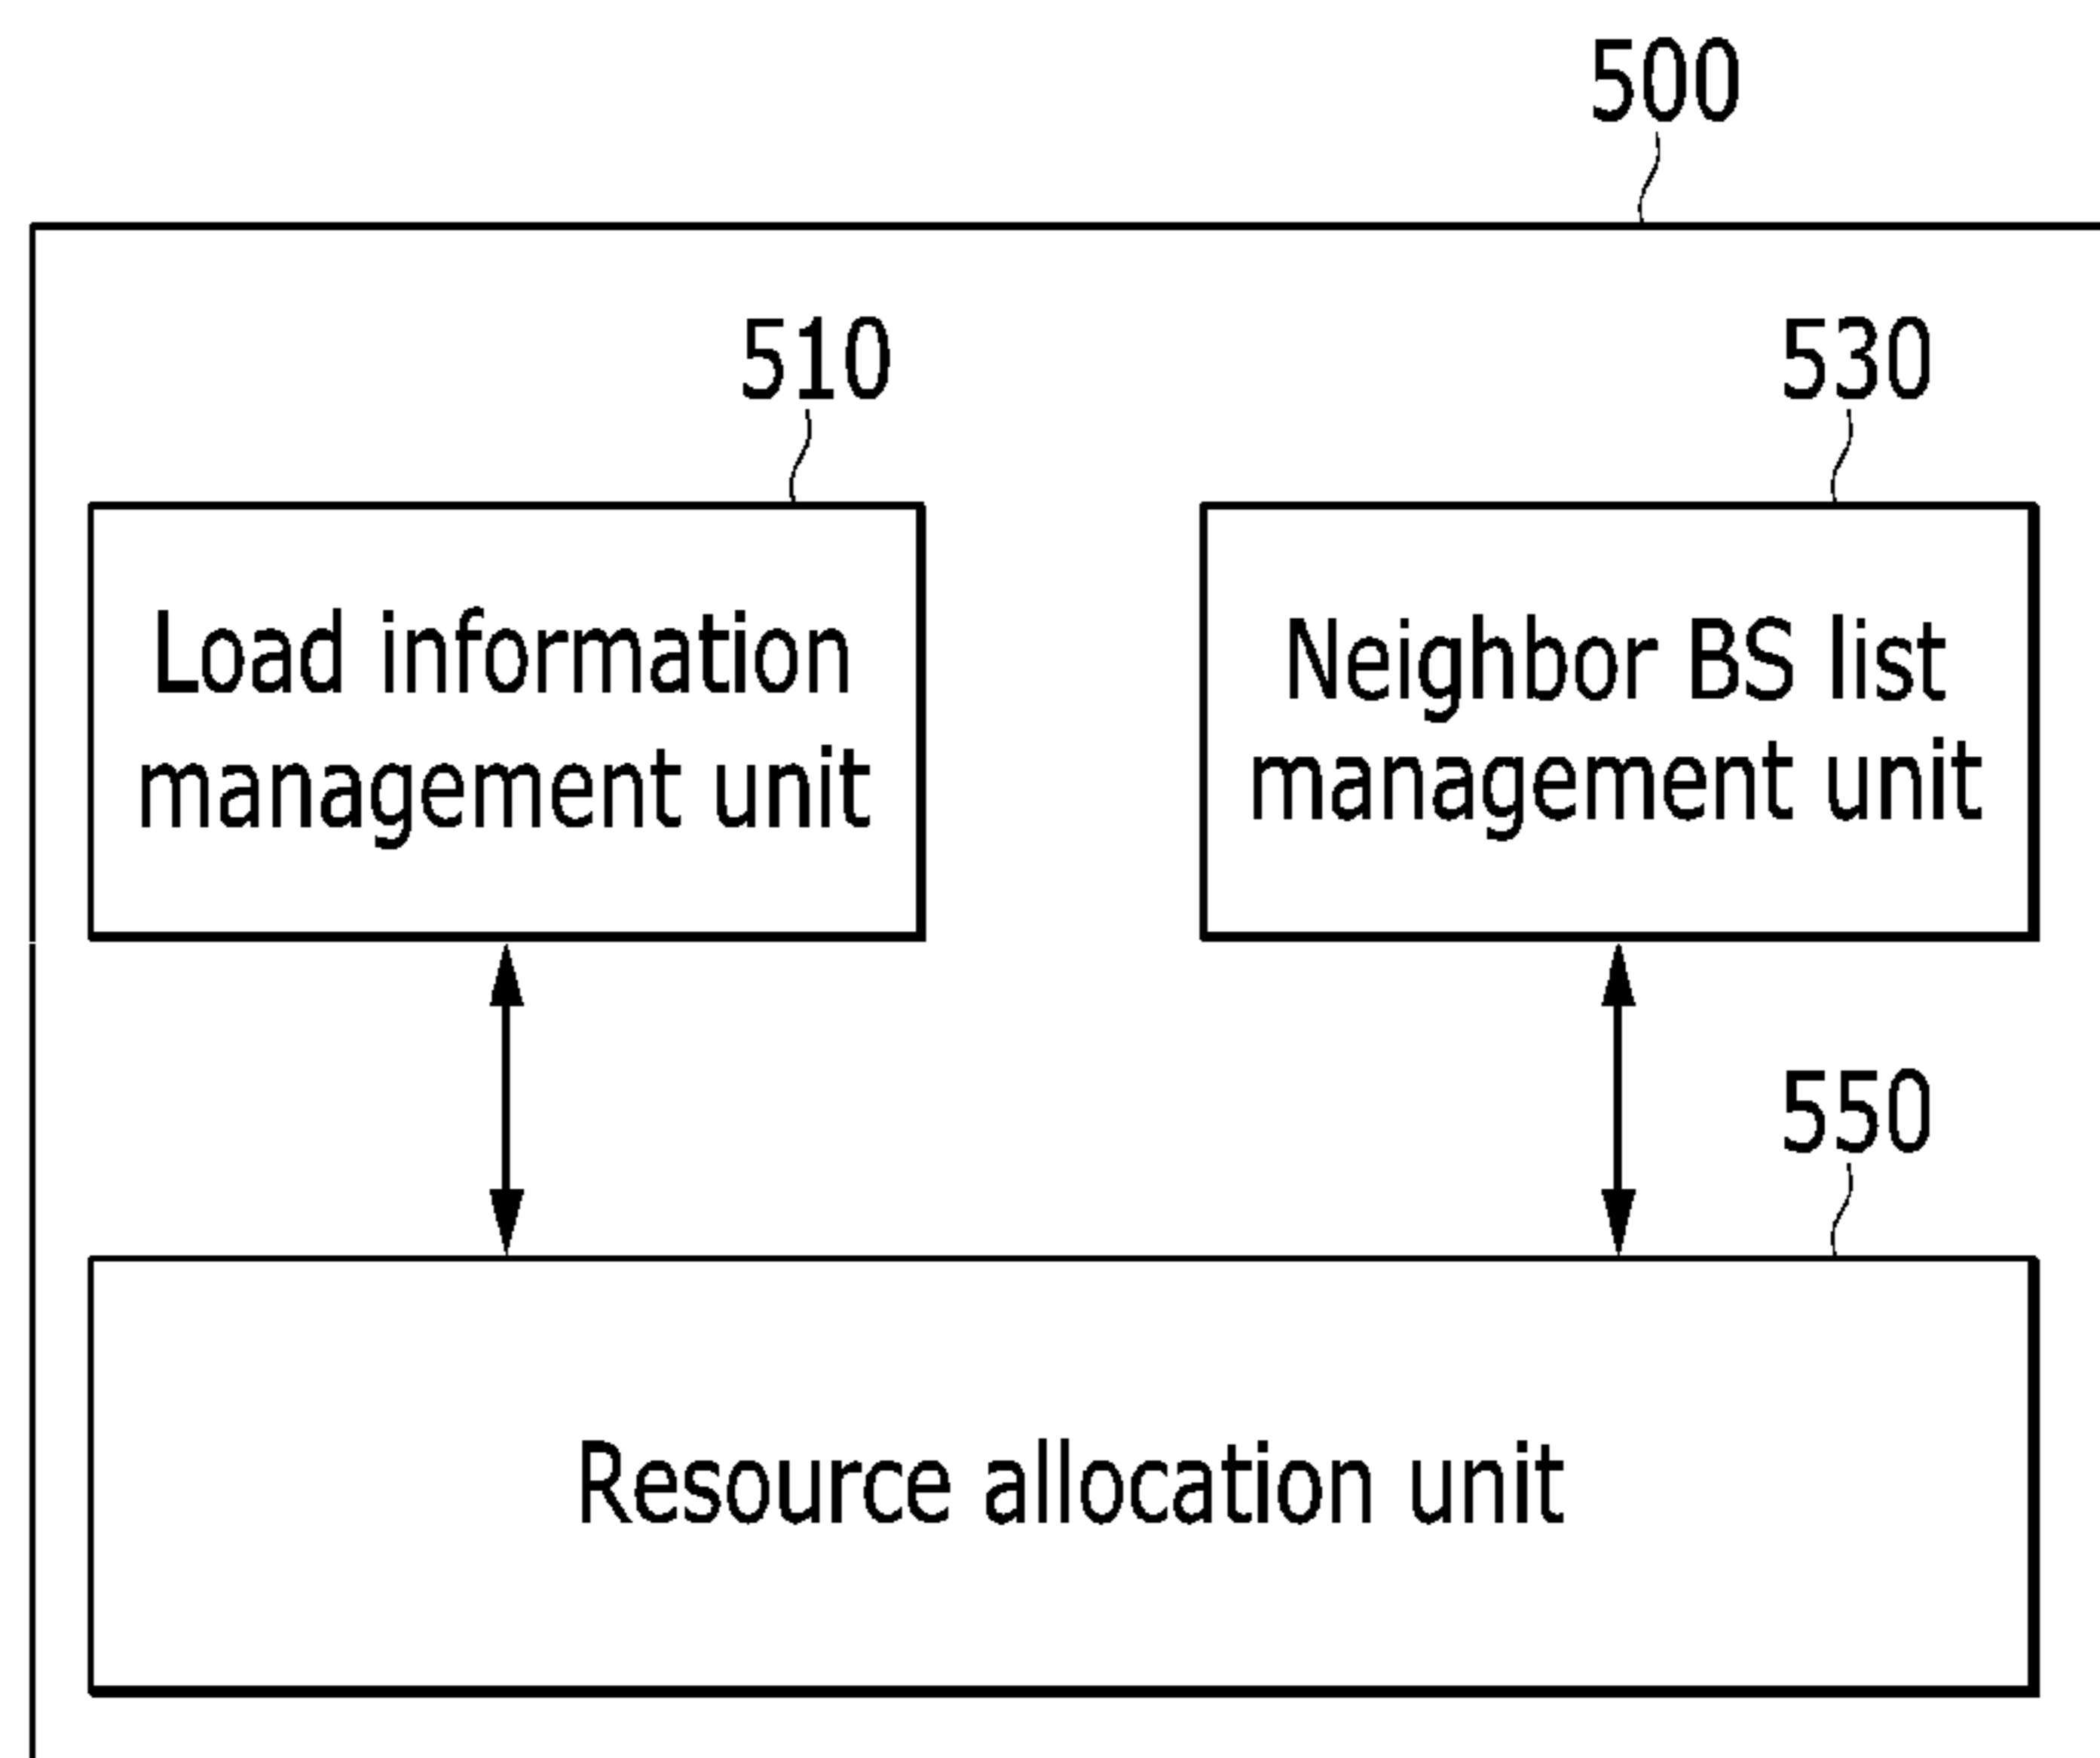 500
510
530
Load information
management unit
Neighbor BS list
management unit
550
Resource allocation unit